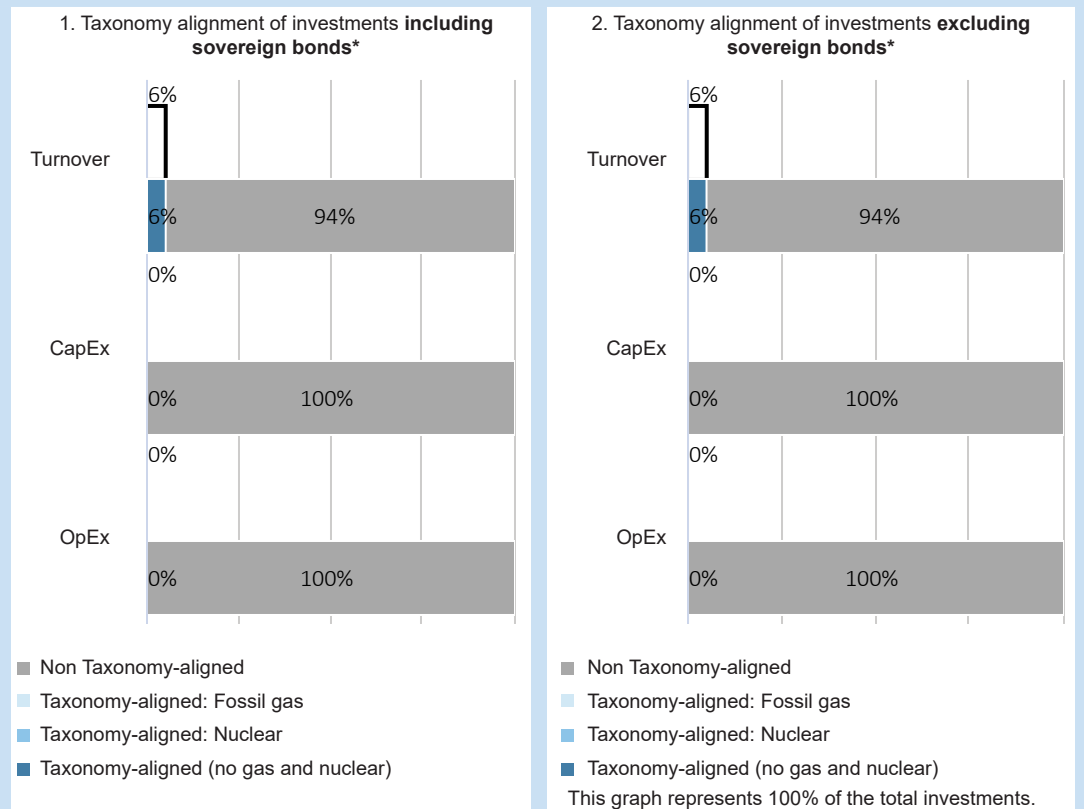 1. Taxonomy alignment of investments including
sovereign bonds*
6%
Turnover
6% 94%
0%
CapEx
0% 100%
0%
OpEx
0% 100%
Non Taxonomy-aligned
Taxonomy-aligned: Fossil gas
Taxonomy-aligned: Nuclear
Taxonomy-aligned (no gas and nuclear)
2. Taxonomy alignment of investments excluding
sovereign bonds*
6%
Turnover
6% 94%
0%
CapEx
0% 100%
0%
OpEx
0% 100%
Non Taxonomy-aligned
Taxonomy-aligned: Fossil gas
Taxonomy-aligned: Nuclear
Taxonomy-aligned (no gas and nuclear)
This graph represents 100% of the total investments.